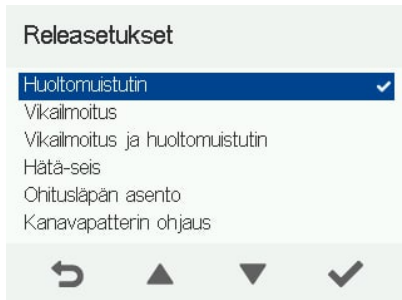 Releasetukset
Huoltomuistutin
Vikailmoitus
Vikailmoitus ja huoltomuistutin
Hätä-seis
Ohitusläpän asento
Kanavapatterin ohjaus